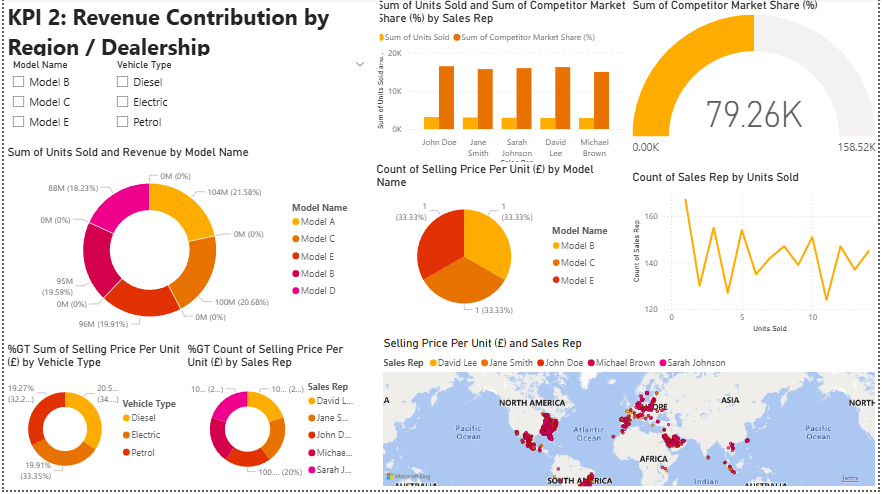 KPI 2: Revenue Contribution by
Region / Dealership
Model Name
Model B
Model C
Model E
Vehicle Type
Diesel
Electric
Petrol
Sum of Units Sold and Sum of Competitor Market
Share (%) by Sales Rep
Sum of Units Sold
Sum of Competitor Market Share (%)
Sum of Units Sold and...
20K
10K
0K
John Doe
Jane
Smith
Sarah
Johnson
David
Lee
Michael
Brown
Sum of Competitor Market Share (%)
79.26K
0.00K
158.52K
Sum of Units Sold and Revenue by Model Name
0M (0%)
104M (21.58%)
0M (0%)
100M (20.68%)
0M (0%)
96M (19.91%)
0M (0%)
95M
(19.59%)
0M (0%)
88M (18.23%)
Model Name
Model A
Model C
Model E
Model B
Model D
Count of Selling Price Per Unit (£) by Model
Name
1
(33.33%)
1
(33.33%)
1 (33.33%)
Model Name
Model B
Model C
Model E
Count of Sales Rep by Units Sold
Count of Sales Rep
160
140
120
0
5
10
Units Sold
%GT Sum of Selling Price Per Unit
(£) by Vehicle Type
19.27%
(32.2...)
20.5...
(34....)
19.91%
(33.35%)
Vehicle Type
Diesel
Electric
Petrol
%GT Count of Selling Price Per
Unit (£) by Sales Rep
10... (2...)
10... (2...)
100.... (20%)
Sales Rep
David L...
Jane S...
John D...
Michae...
Sarah J...
Selling Price Per Unit (£) and Sales Rep
Sales Rep
David Lee
Jane Smith
John Doe
Michael Brown
Sarah Johnson
NORTH AMERICA
EUROPE
ASIA
NORTH
Pacific
Ocean
Atlantic
Ocean
Pacific
Ocean
AFRICA
SOUTH AMERICA
Indian
Microsoft Bing
Terms